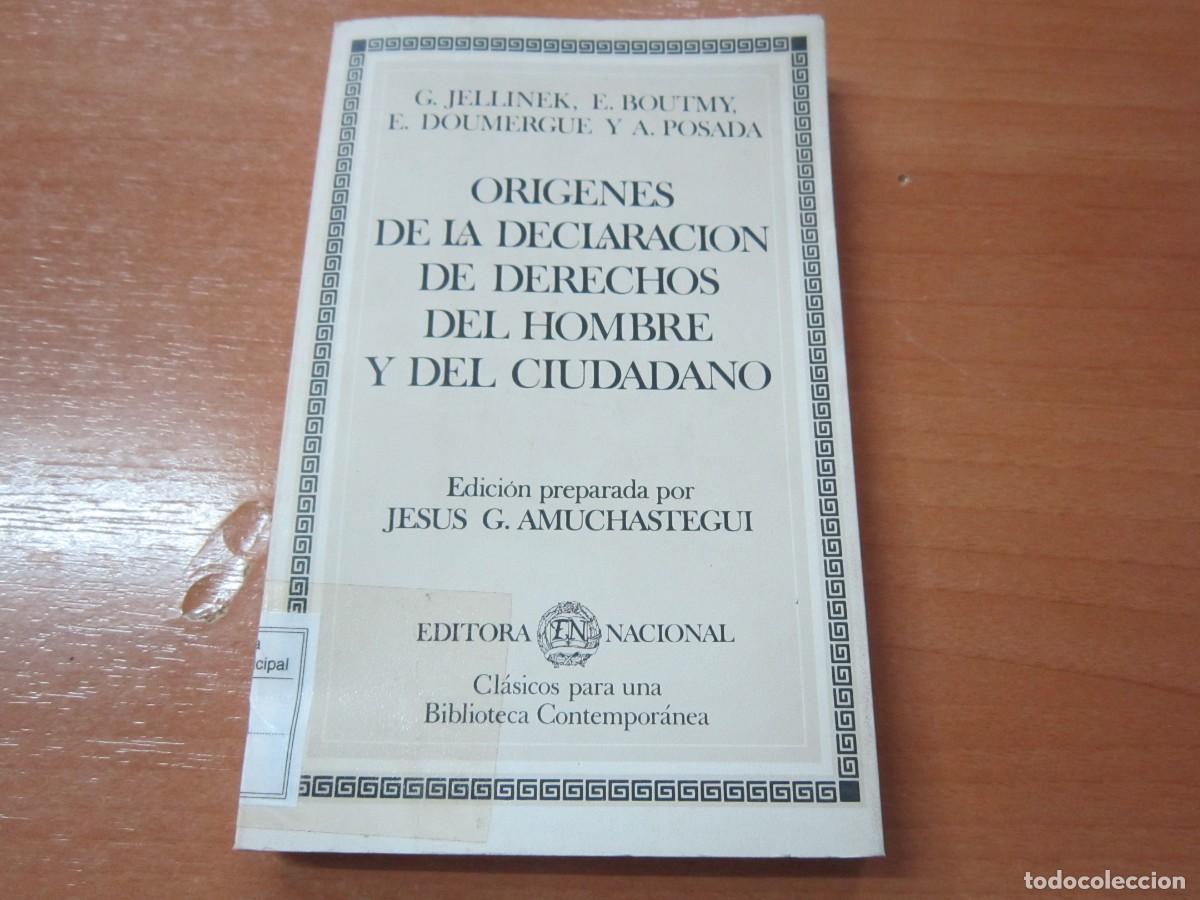 G. JELLINEK, E. BOUTMY,
E. DOUMERGUE Y A. POSADA
ORIGENES
DE LA DECLARACION
DE DERECHOS
DEL HOMBRE
Y DEL CIUDADANO
Edición preparada por
JESUS G. AMUCHASTEGUI
EDITORA EN NACIONAL
Clásicos para una
Biblioteca Contemporánea
a
cipal
todocoleccion